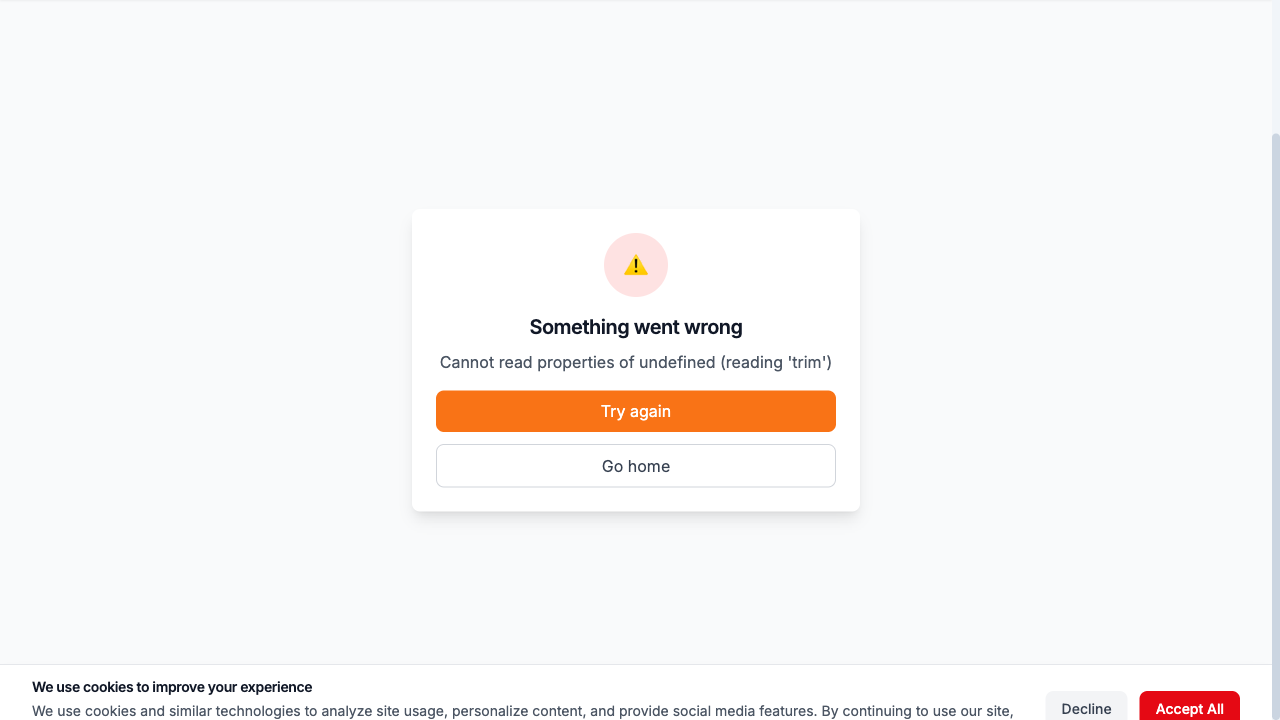 Something went wrong
Cannot read properties of undefined (reading 'trim')
Try again
Go home
We use cookies to improve your experience
We use cookies and similar technologies to analyze site usage, personalize content, and provide social media features. By continuing to use our site,
Decline
Accept All